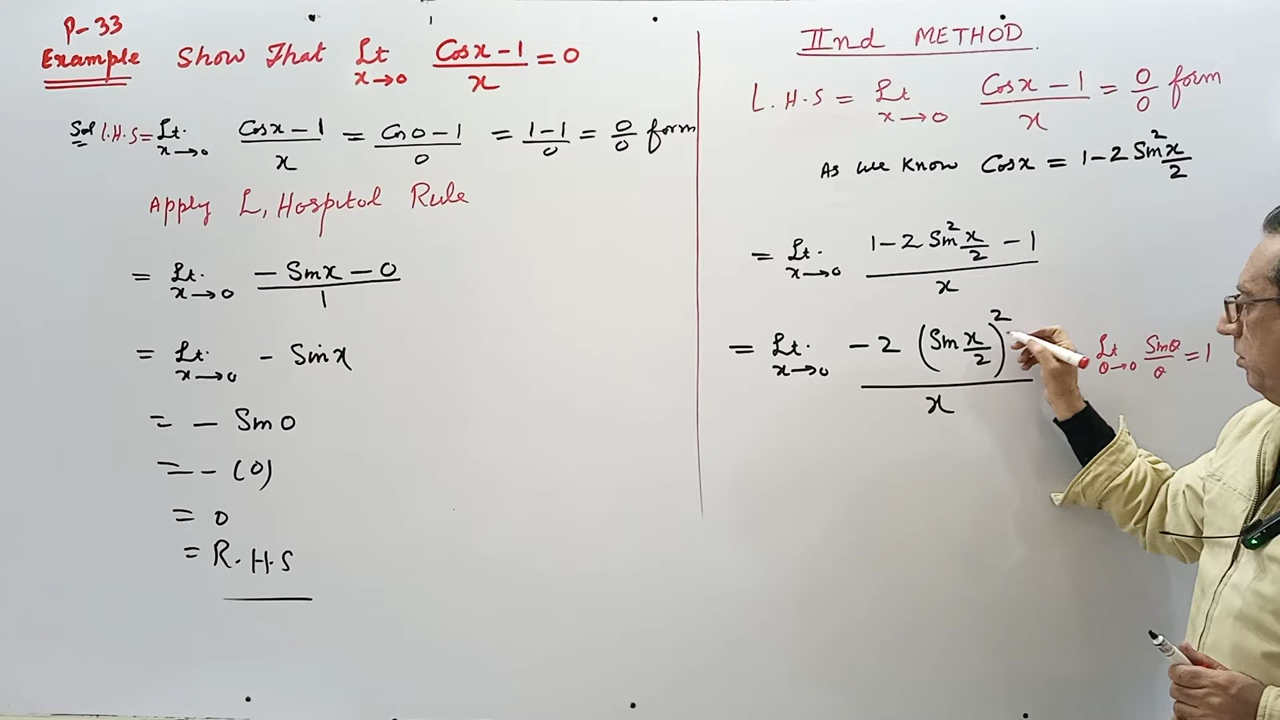 P-33
Example Show That Lt x→0 Cosx-1/x = 0
Sol L.H.S = Lt. x→0 Cosx-1/x = Cos0-1/0 = 1-1/0 = 0/0 form
Apply L, Hospitol Rule
= Lt. x→0 -Sinx-0/1
= Lt. x→0 - Sinx
= - Sin0
= - (0)
= 0
= R.H.S
IInd METHOD
L.H.S = Lt x→0 Cosx-1/x = 0/0 form
As we know Cosx = 1-2 Sin² x/2
= Lt. x→0 1-2 Sin² x/2 - 1/x
= Lt. x→0 -2 (Sin x/2)²/x
Lt θ→0 Sinθ/θ = 1